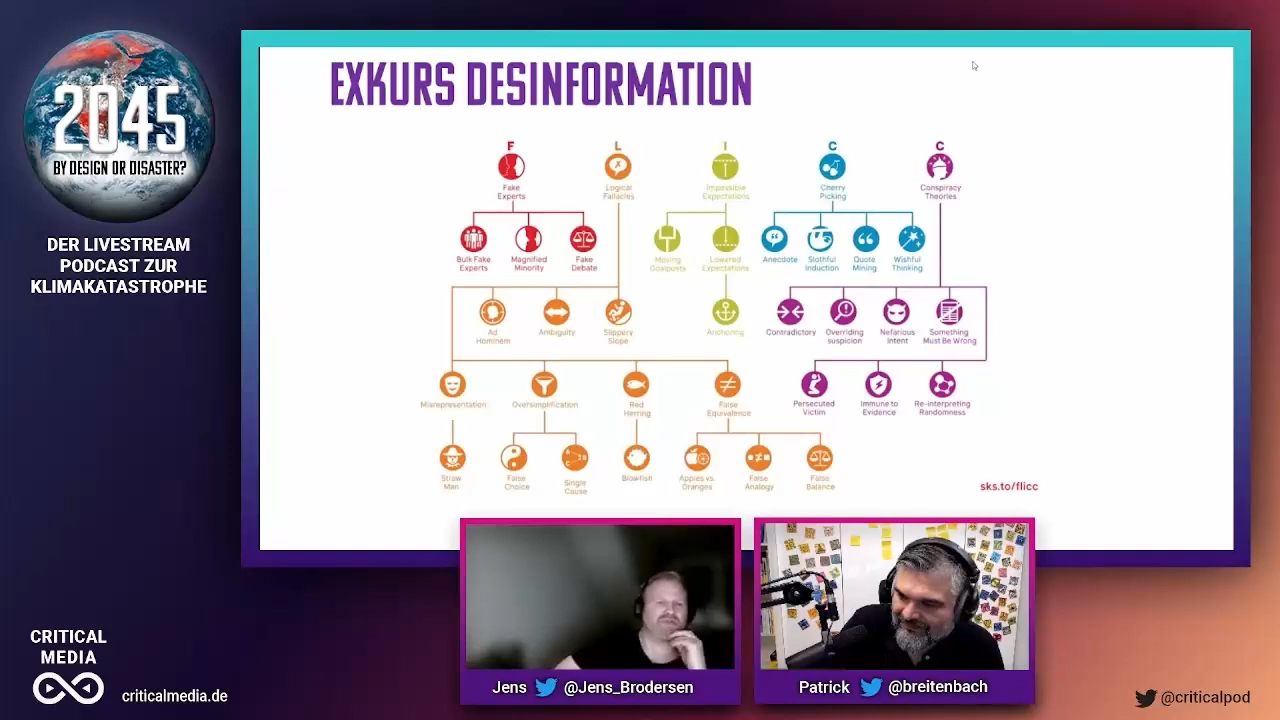 2045
BY DESIGN OR DISASTER?
DER LIVESTREAM
PODCAST ZUR
KLIMAKATASTROPHE
EXKURS DESINFORMATION
F
L
I
C
C
Fake
Experts
Logical
Fallacies
Impossible
Expectations
Cherry
Picking
Conspiracy
Theories
Bulk Fake
Experts
Magnified
Minority
Fake
Debate
Moving
Goalposts
Lowered
Expectations
Anecdote
Slothful
Induction
Quote
Mining
Wishful
Thinking
Ad
Hominem
Ambiguity
Slippery
Slope
Anchoring
Contradictory
Overriding
suspicion
Nefarious
Intent
Something
Must Be Wrong
Misrepresentation
Oversimplification
Red
Herring
False
Equivalence
Persecuted
Victim
Immune to
Evidence
Re-interpreting
Randomness
Straw
Man
False
Choice
Single
Cause
Blowfish
Apples vs.
Oranges
False
Analogy
False
Balance
sks.to/flicc
CRITICAL
MEDIA
criticalmedia.de
Jens @Jens_Brodersen
Patrick @breitenbach
@criticalpod